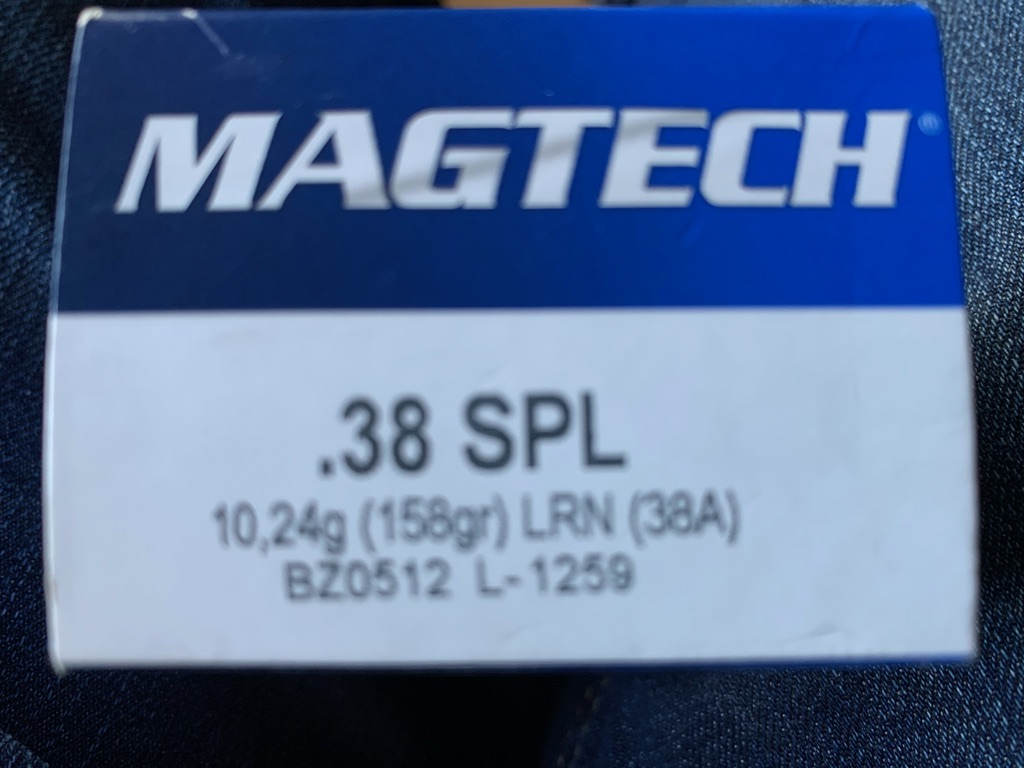 MAGTECH®
.38 SPL
10,24g (158gr) LRN (38A)
BZ0512 L-1259